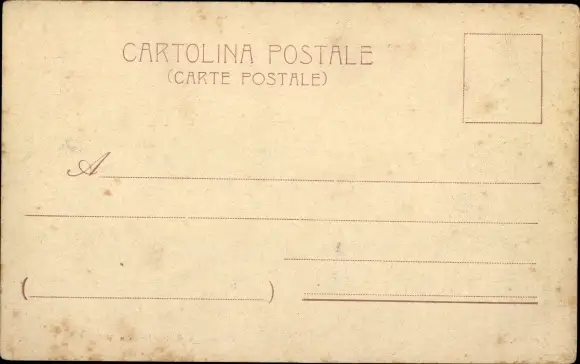 CARTOLINA POSTALE
(CARTE POSTALE)
A
( )